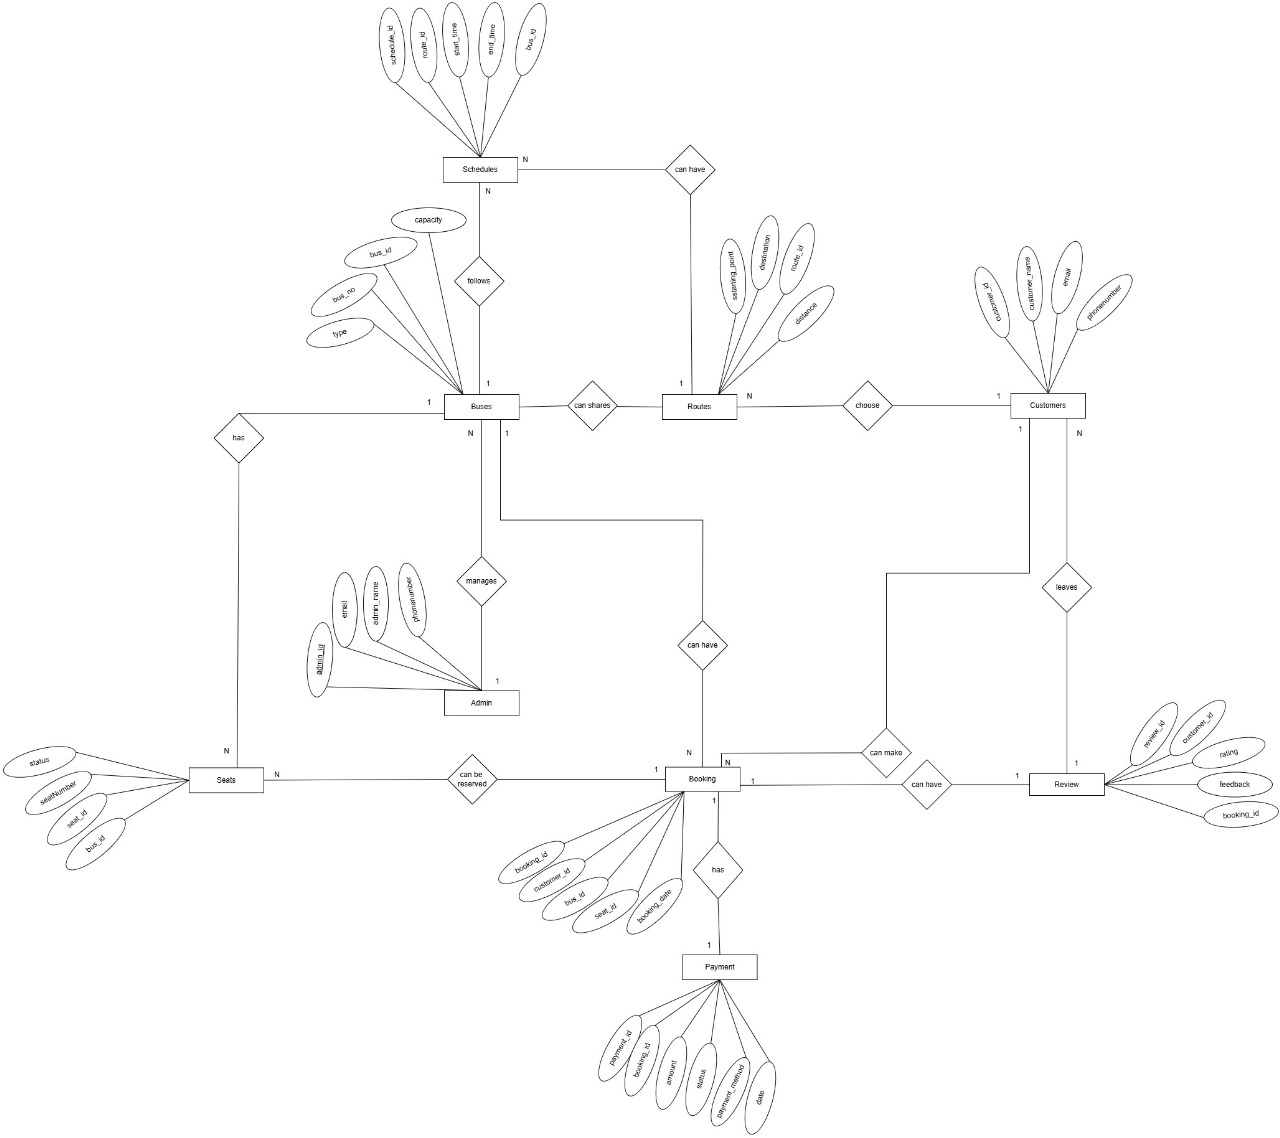 schedule_id
route_id
start_time
end_time
bus_id
Schedules
N
N
can have
capacity
bus_id
bus_no
type
follows
sstarting_point
destination
route_id
distance
customer_id
customer_name
email
phonenumber
1
1
1
Buses
can shares
Routes
N
choose
1
Customers
has
N
1
1
N
manages
email
admin_name
phonenumber
admin_id
1
Admin
can have
leaves
N
N
status
seatNumber
seat_id
bus_id
Seats
N
can be
reserved
1
Booking
N
1
can make
can have
1
1
Review
review_id
customer_id
rating
feedback
booking_id
1
booking_id
customer_id
bus_id
seat_id
booking_date
has
1
Payment
payment_id
booking_id
amount
status
payment_method
date